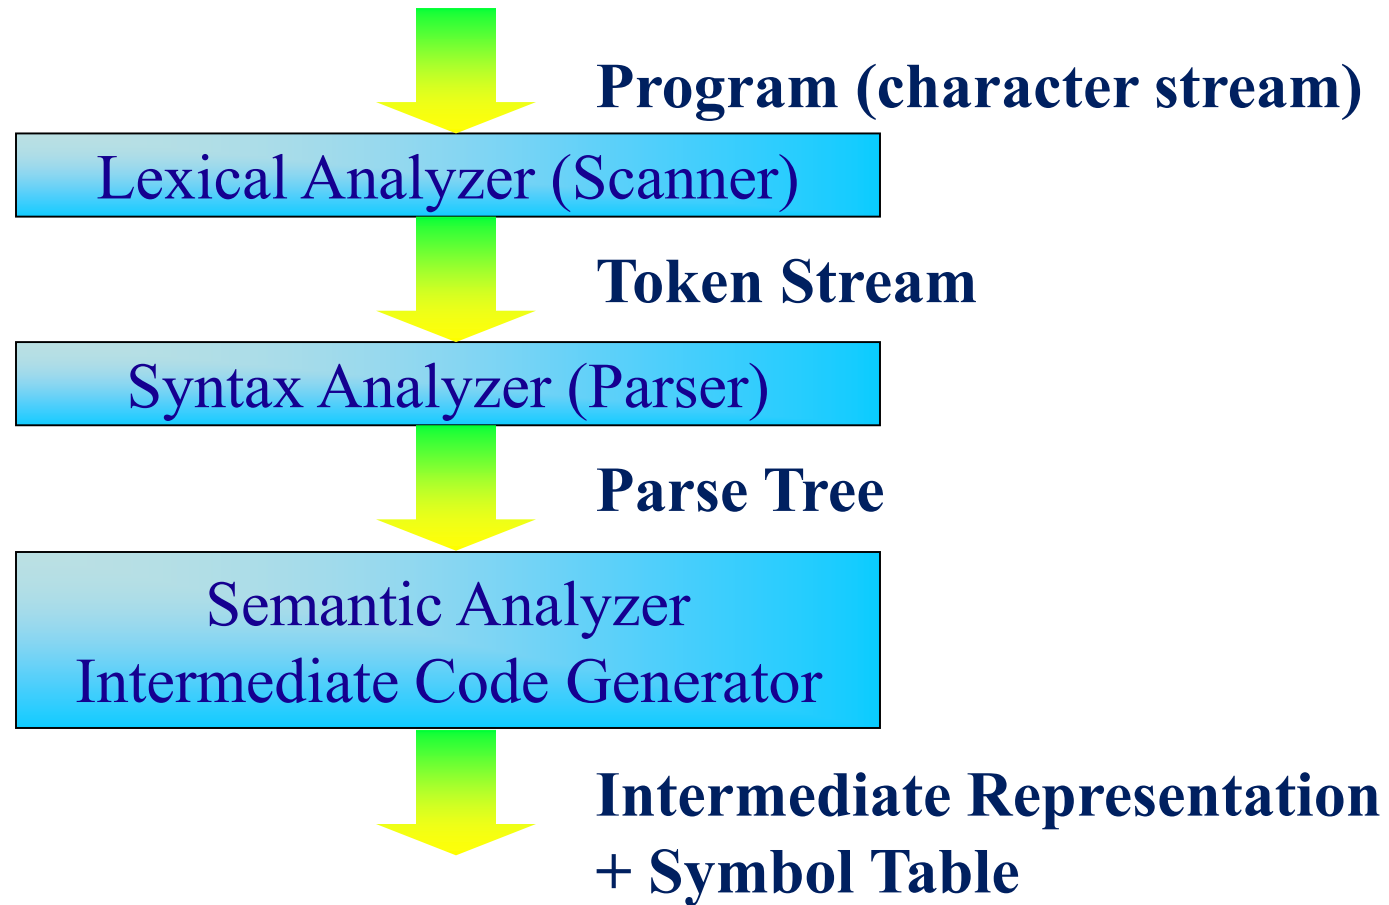 Program (character stream)
Lexical Analyzer (Scanner)
Token Stream
Syntax Analyzer (Parser)
Parse Tree
Semantic Analyzer
Intermediate Code Generator
Intermediate Representation
+ Symbol Table